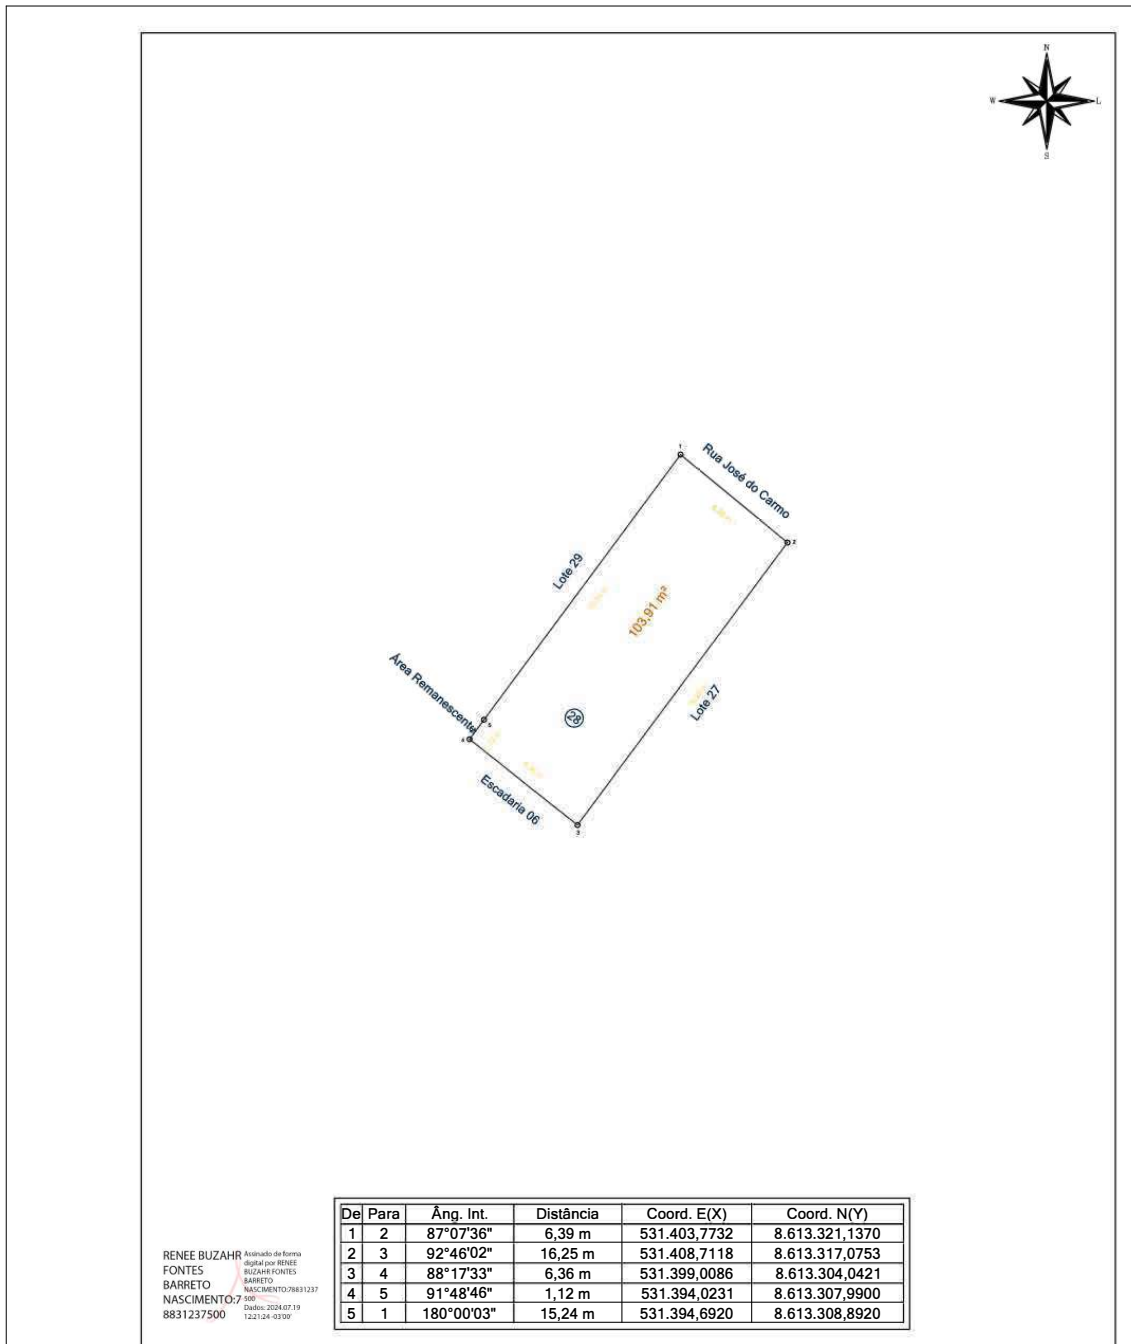 N
W
L
S
1
Rua José do Carmo
2
Lote 29
103,91 m²
Lote 27
Área Remanescente
5
28
4
Escadaria 06
3
De Para Âng. Int. Distância Coord. E(X) Coord. N(Y)
1 2 87°07'36" 6,39 m 531.403,7732 8.613.321,1370
2 3 92°46'02" 16,25 m 531.408,7118 8.613.317,0753
3 4 88°17'33" 6,36 m 531.399,0086 8.613.304,0421
4 5 91°48'46" 1,12 m 531.394,0231 8.613.307,9900
5 1 180°00'03" 15,24 m 531.394,6920 8.613.308,8920
RENEE BUZAHR
FONTES
BARRETO
NASCIMENTO:7
8831237500
Assinado de forma
digital por RENEE
BUZAHR FONTES
BARRETO
NASCIMENTO:78831237
500
Dados: 2024.07.19
12:21:24 -03'00'